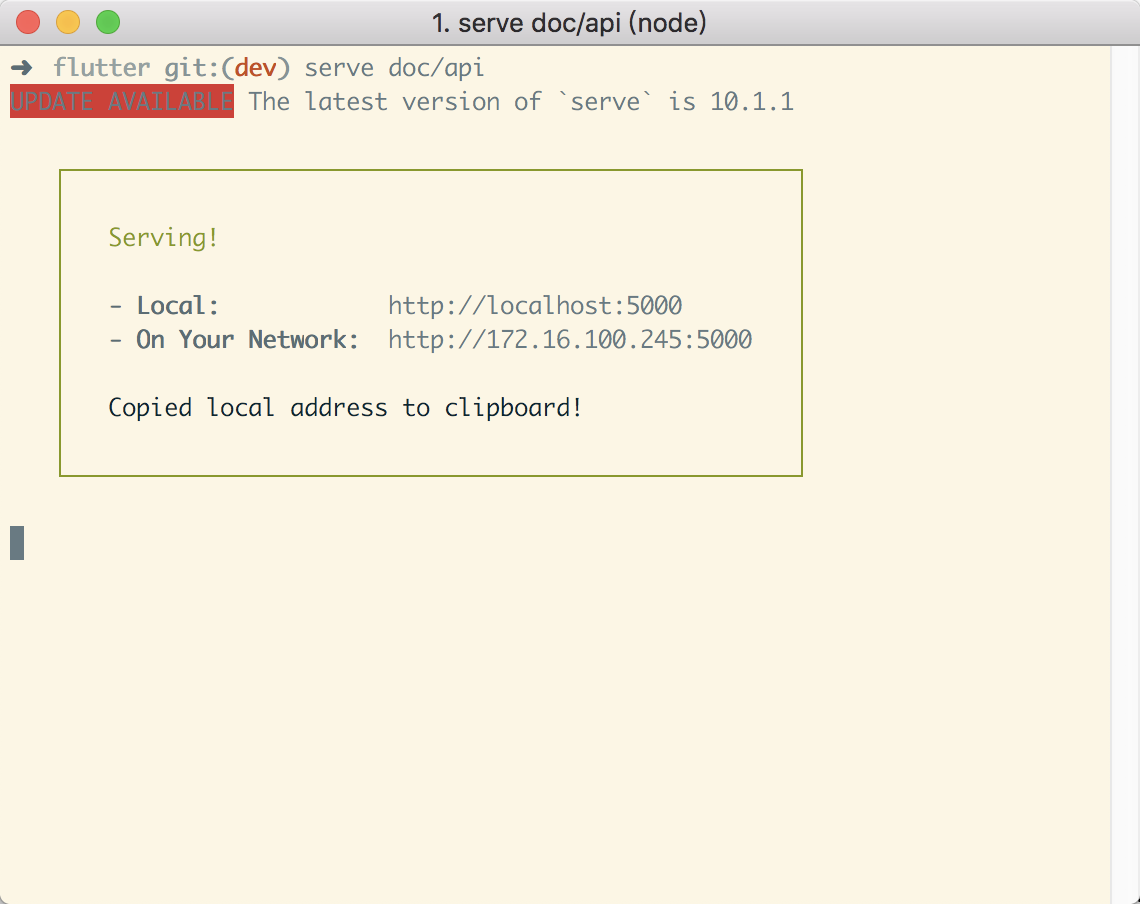 1. serve doc/api (node)
➜ flutter git:(dev) serve doc/api
UPDATE AVAILABLE The latest version of `serve` is 10.1.1
Serving!
- Local: http://localhost:5000
- On Your Network: http://172.16.100.245:5000
Copied local address to clipboard!